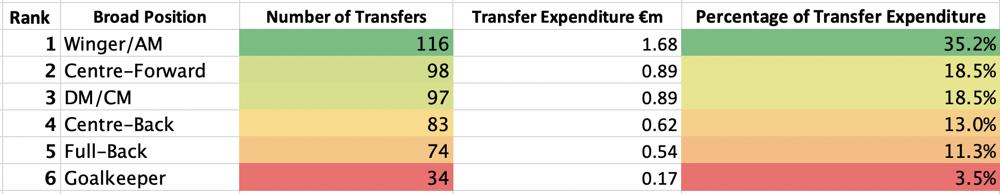 Rank Broad Position Number of Transfers Transfer Expenditure €m Percentage of Transfer Expenditure
1 Winger/AM 116 1.68 35.2%
2 Centre-Forward 98 0.89 18.5%
3 DM/CM 97 0.89 18.5%
4 Centre-Back 83 0.62 13.0%
5 Full-Back 74 0.54 11.3%
6 Goalkeeper 34 0.17 3.5%